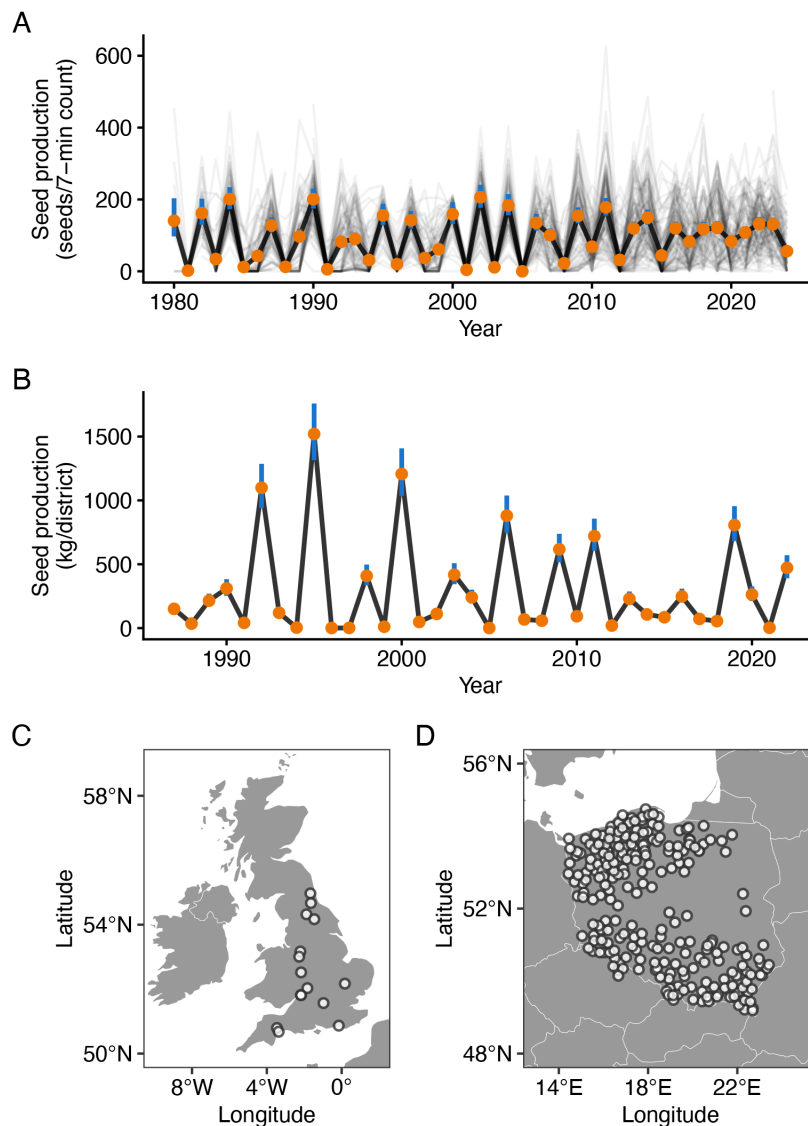 A
Seed production
(seeds/7−min count)
600
400
200
0
1980
1990
2000
2010
2020
Year
B
Seed production
(kg/district)
1500
1000
500
0
1990
2000
2010
2020
Year
C
Latitude
58°N
54°N
50°N
8°W
4°W
0°
Longitude
D
Latitude
56°N
52°N
48°N
14°E
18°E
22°E
Longitude